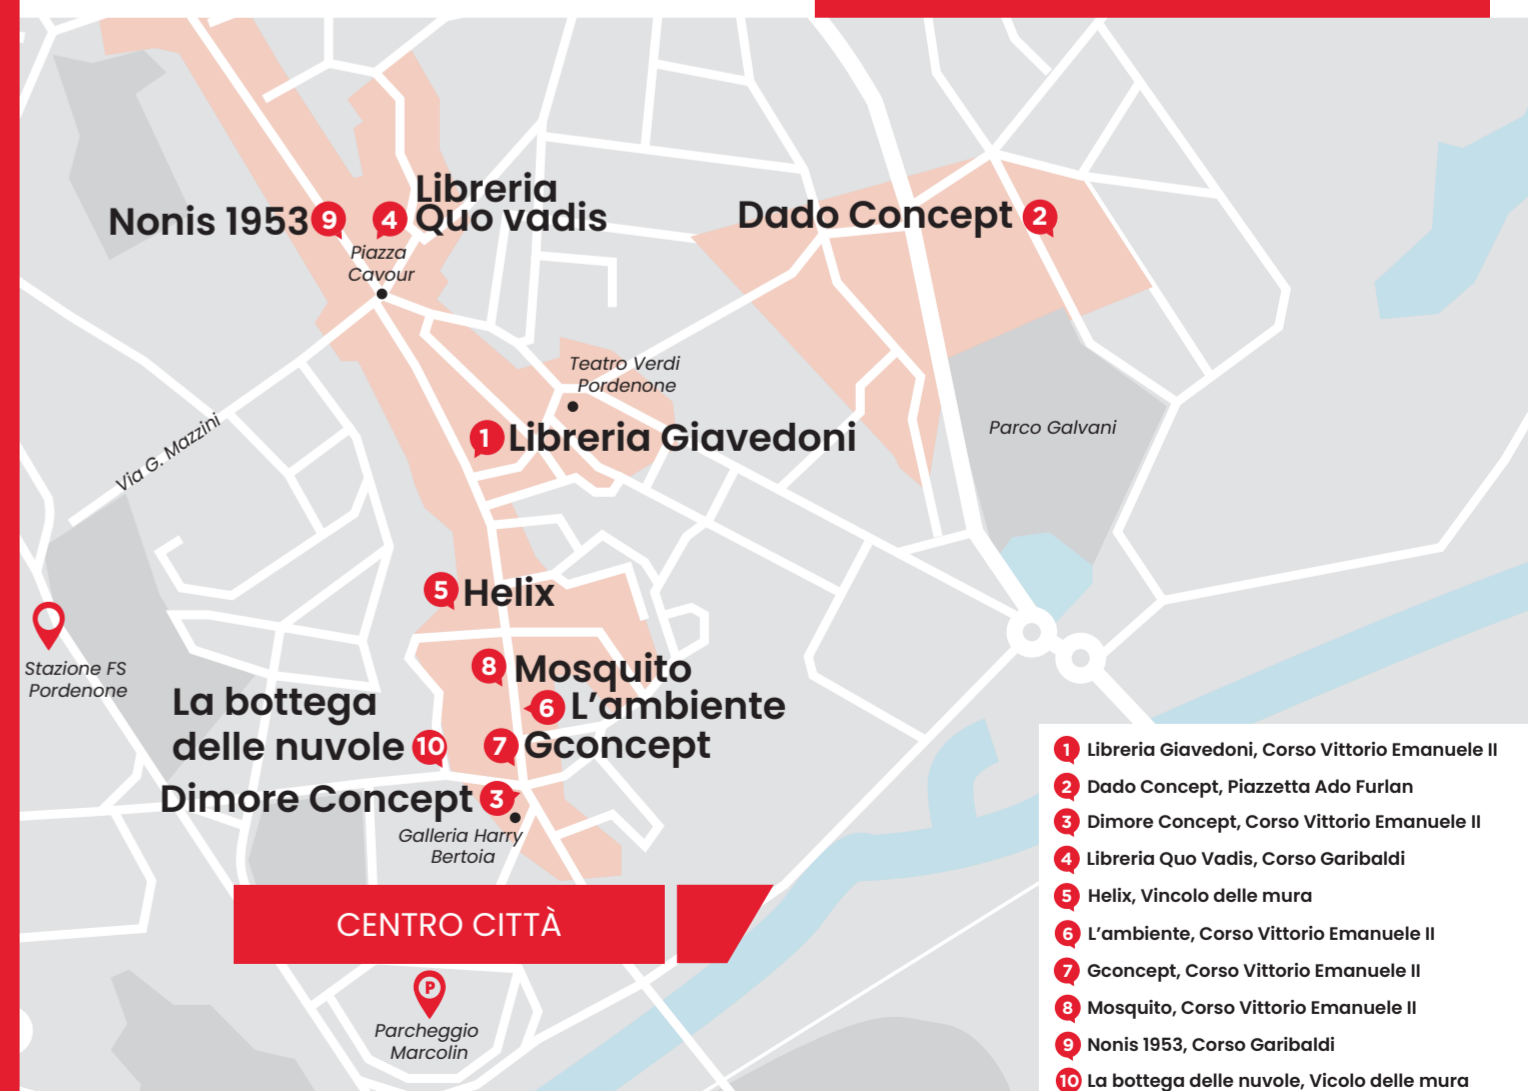 Libreria
Nonis 1953 9 4 Quo vadis
Dado Concept 2
Piazza
Cavour
Teatro Verdi
Pordenone
Via G. Mazzini
1 Libreria Giavedoni
Parco Galvani
5 Helix
Stazione FS
Pordenone
8 Mosquito
6 L’ambiente
La bottega
delle nuvole 10
7 Gconcept
Dimore Concept 3
Galleria Harry
Bertoia
CENTRO CITTÀ
P
Parcheggio
Marcolin
1 Libreria Giavedoni, Corso Vittorio Emanuele II
2 Dado Concept, Piazzetta Ado Furlan
3 Dimore Concept, Corso Vittorio Emanuele II
4 Libreria Quo Vadis, Corso Garibaldi
5 Helix, Vincolo delle mura
6 L’ambiente, Corso Vittorio Emanuele II
7 Gconcept, Corso Vittorio Emanuele II
8 Mosquito, Corso Vittorio Emanuele II
9 Nonis 1953, Corso Garibaldi
10 La bottega delle nuvole, Vicolo delle mura